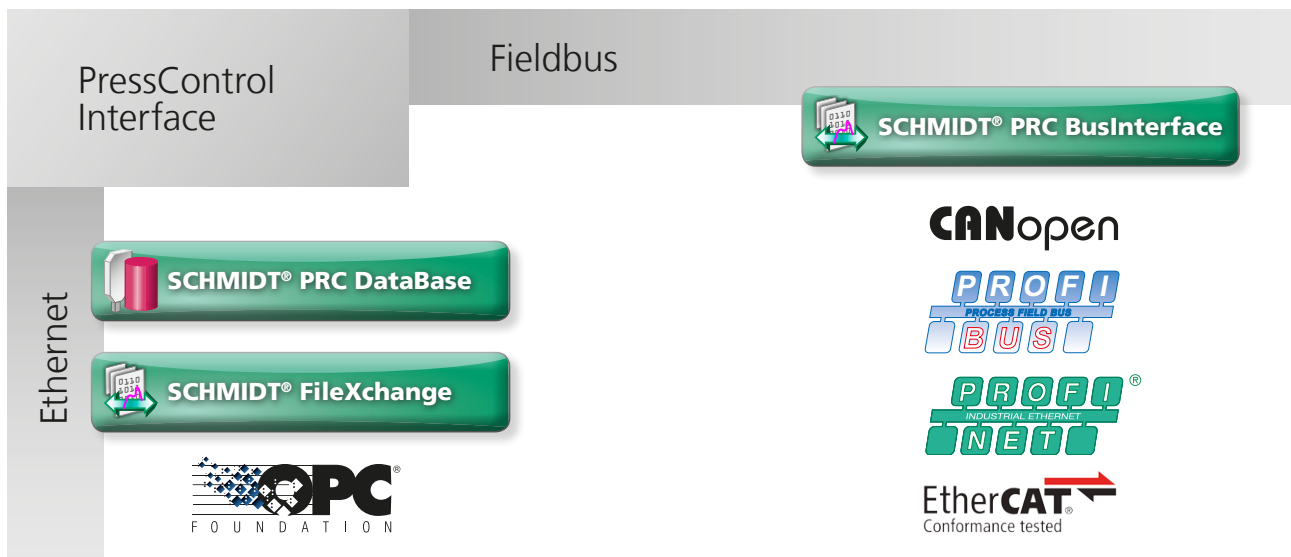 PressControl
Interface
Fieldbus
SCHMIDT® PRC BusInterface
CANopen
PROFI
PROCESS FIELD BUS
BUS
PROFI®
INDUSTRIAL ETHERNET
NET
EtherCAT®
Conformance tested
Ethernet
SCHMIDT® PRC DataBase
0110
SCHMIDT® FileXchange
OPC®
FOUNDATION